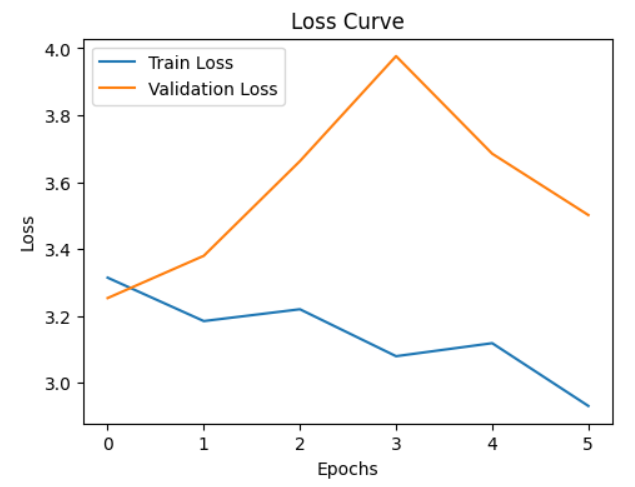 Loss Curve
Train Loss
Validation Loss
4.0
3.8
3.6
3.4
3.2
3.0
Loss
0 1 2 3 4 5
Epochs